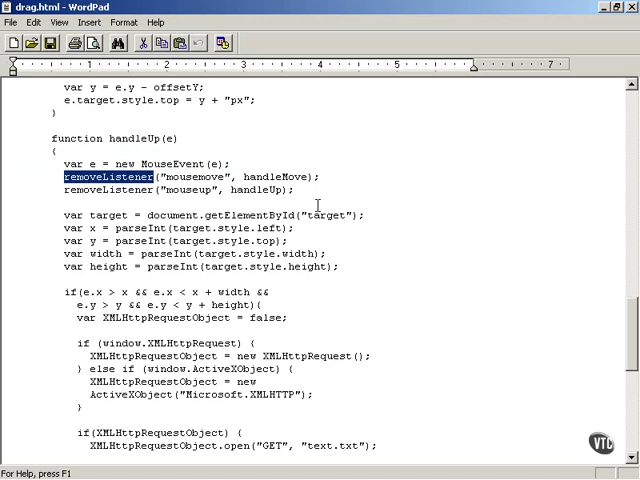 drag.html - WordPad
File Edit View Insert Format Help
1 2 3 4 5 7
var y = e.y - offsetY;
e.target.style.top = y + "px";
}
function handleUp(e)
{
var e = new MouseEvent(e);
removeListener("mousemove", handleMove);
removeListener("mouseup", handleUp);
var target = document.getElementById("target");
var x = parseInt(target.style.left);
var y = parseInt(target.style.top);
var width = parseInt(target.style.width);
var height = parseInt(target.style.height);
if(e.x > x && e.x < x + width &&
e.y > y && e.y < y + height){
var XMLHttpRequestObject = false;
if (window.XMLHttpRequest) {
XMLHttpRequestObject = new XMLHttpRequest();
} else if (window.ActiveXObject) {
XMLHttpRequestObject = new
ActiveXObject("Microsoft.XMLHTTP");
}
if(XMLHttpRequestObject) {
XMLHttpRequestObject.open("GET", "text.txt");
VTC
For Help, press F1